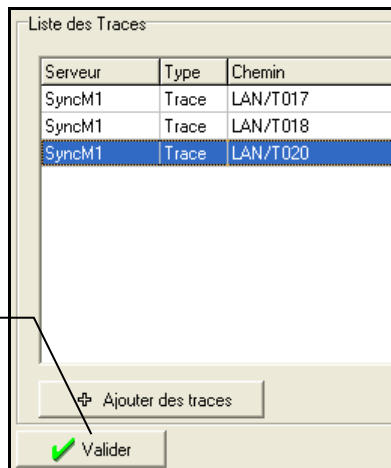 Liste des Traces
Serveur Type Chemin
SyncM1 Trace LAN/T017
SyncM1 Trace LAN/T018
SyncM1 Trace LAN/T020
Ajouter des traces
Valider